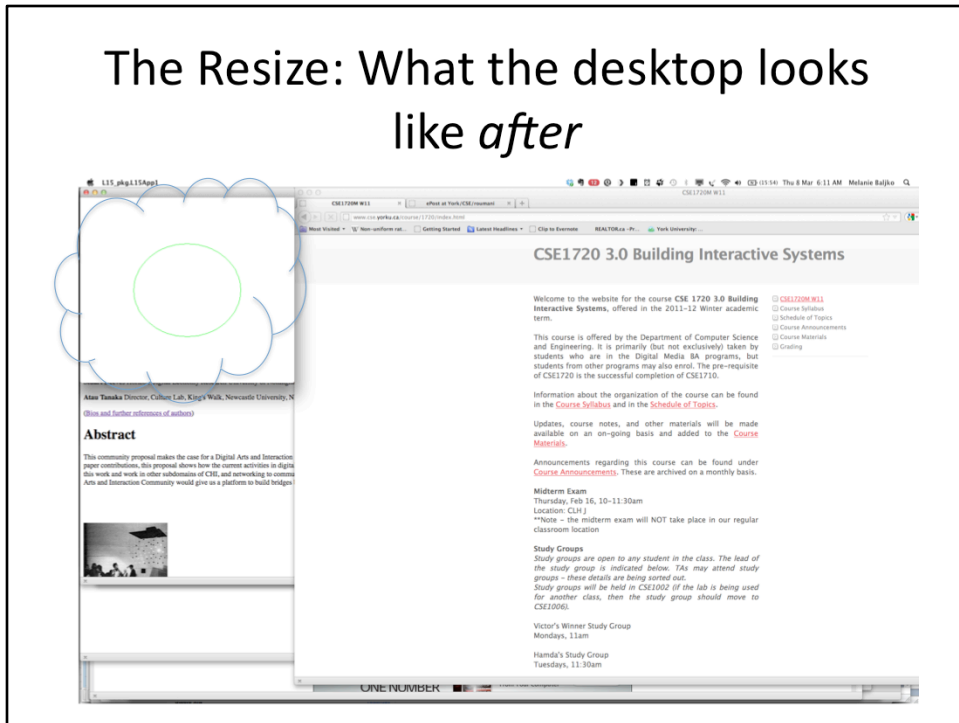 The Resize: What the desktop looks
like after
L15_pkg.L15App1
(15:54) Thu 8 Mar 6:11 AM Melanie Baljko
CSE1720M W11
CSE1720M W11
ePost at York/CSE/roumani
www.cse.yorku.ca/course/1720/index.html
Most Visited
Getting Started
Latest Headlines
Clip to Evernote
REALTOR.ca -Pr...
York University-...
CSE1720 3.0 Building Interactive Systems
Welcome to the website for the course CSE 1720 3.0 Building
Interactive Systems, offered in the 2011-12 Winter academic
term.
This course is offered by the Department of Computer Science
and Engineering. It is primarily (but not exclusively) taken by
students who are in the Digital Media BA programs, but
students from other programs may also enrol. The pre-requisite
of CSE1720 is the successful completion of CSE1710.
Information about the organization of the course can be found
in the Course Syllabus and in the Schedule of Topics.
Updates, course notes, and other materials will be made
available on an on-going basis and added to the Course
Materials.
Announcements regarding this course can be found under
Course Announcements. These are archived on a monthly basis.
Midterm Exam
Thursday, Feb 16, 10-11:30am
Location: CLH J
**Note - the midterm exam will NOT take place in our regular
classroom location
Study Groups
Study groups are open to any student in the class. The lead of
the study group is indicated below. TAs may attend study
groups - these details are being sorted out.
Study groups will be held in CSE1002 (if the lab is being used
for another class, then the study group should move to
CSE1006).
Victor's Winner Study Group
Mondays, 11am
Hamda's Study Group
Tuesdays, 11:30am
CSE1720M W11
Course Syllabus
Schedule of Topics
Course Announcements
Course Materials
Grading
Atau Tanaka Director, Culture Lab, King's Walk, Newcastle University, N
(Bios and further references of authors)
Abstract
This community proposal makes the case for a Digital Arts and Interaction
paper contributions, this proposal shows how the current activities in digita
this work and work in other subdomains of CHI, and networking to commu
Arts and Interaction Community would give us a platform to build bridges
ONE NUMBER